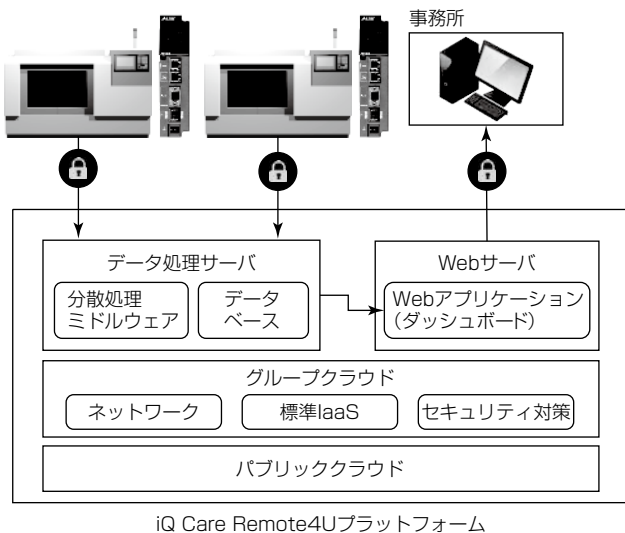 事務所
データ処理サーバ
分散処理
ミドルウェア
データ
ベース
Webサーバ
Webアプリケーション
(ダッシュボード)
グループクラウド
ネットワーク
標準IaaS
セキュリティ対策
パブリッククラウド
iQ Care Remote4Uプラットフォーム